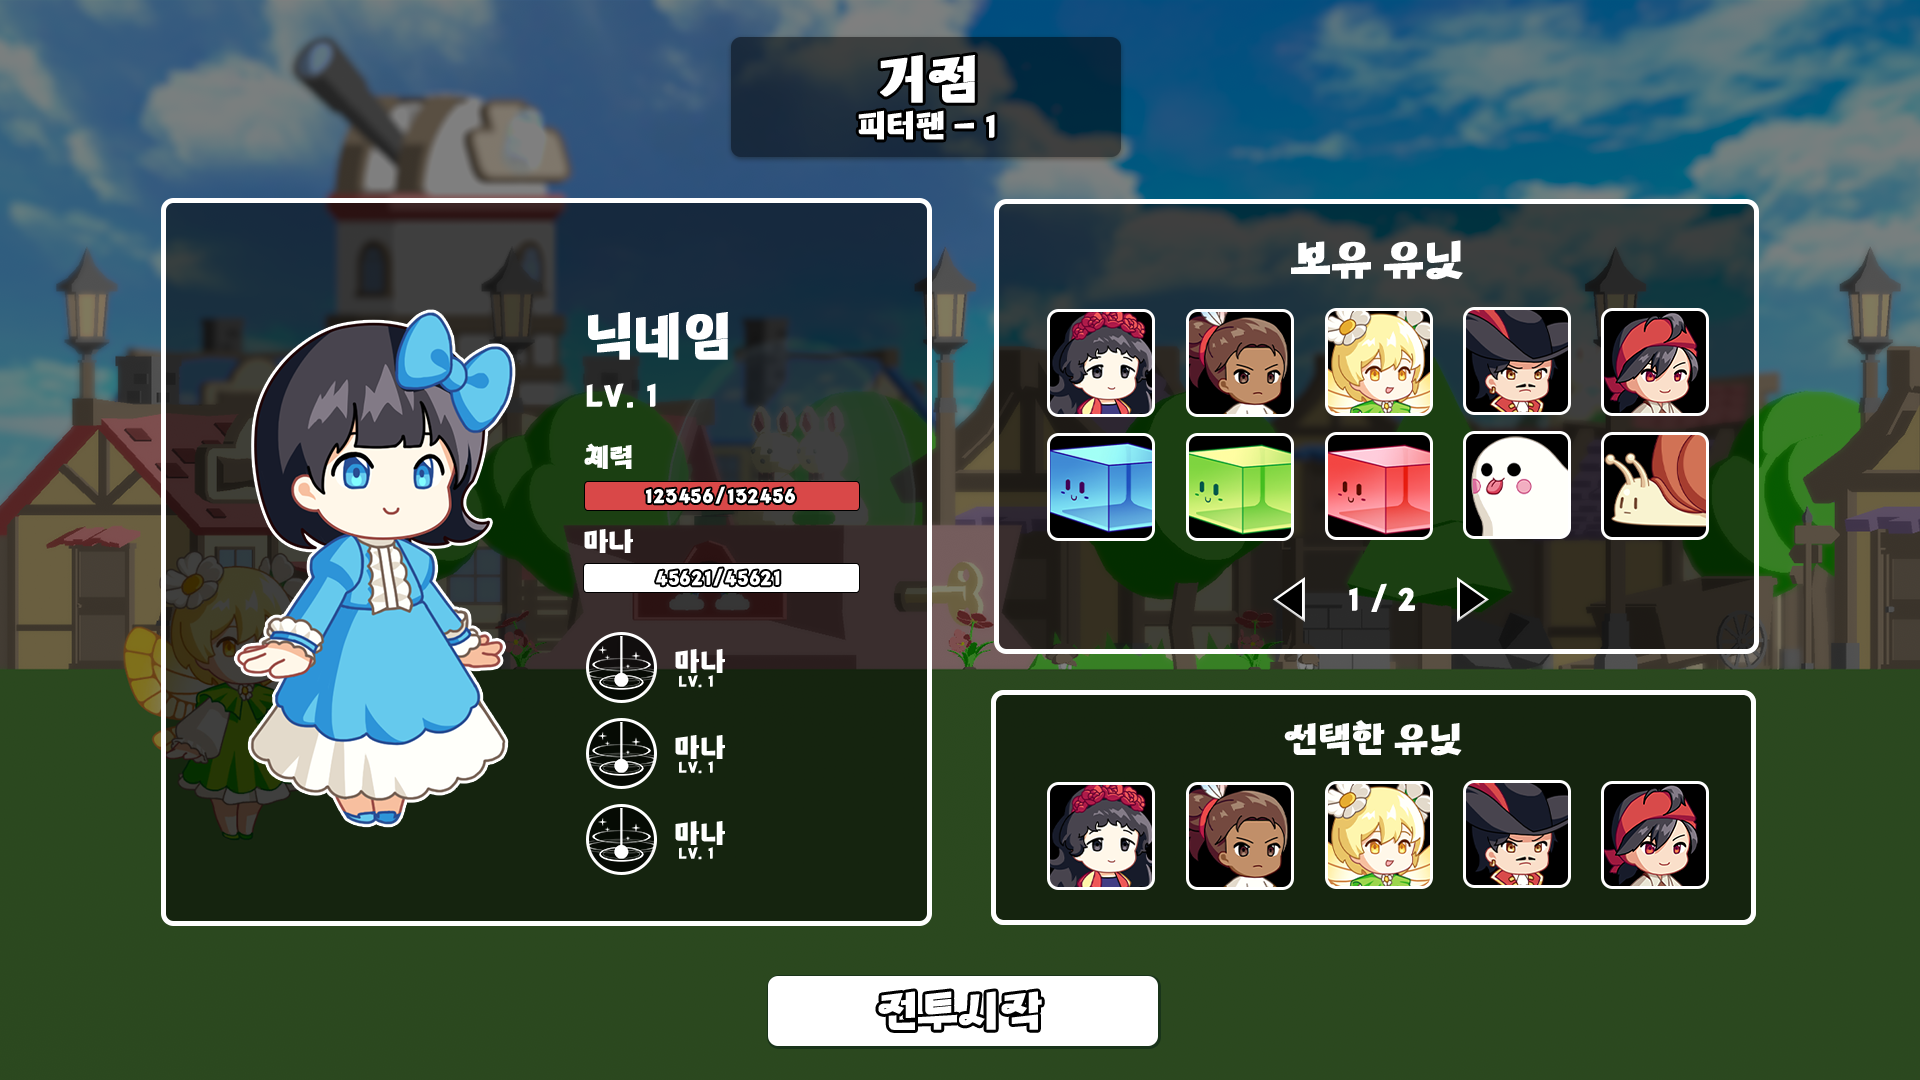 거점
피터팬 - 1
닉네임
LV. 1
체력
123456/132456
마나
45621/45621
마나
LV. 1
마나
LV. 1
마나
LV. 1
보유 유닛
1 / 2
선택한 유닛
전투시작